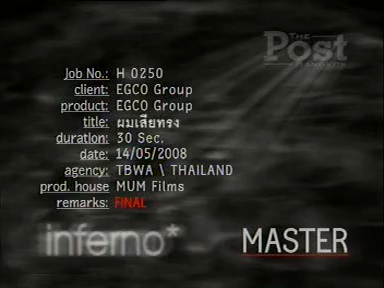 THE
Post
BANGKOK
Job No.: H 0250
client: EGCO Group
product: EGCO Group
title: ผมเสียทรง
duration: 30 Sec.
date: 14/05/2008
agency: TBWA \ THAILAND
prod. house MUM Films
remarks: FINAL
inferno*
MASTER